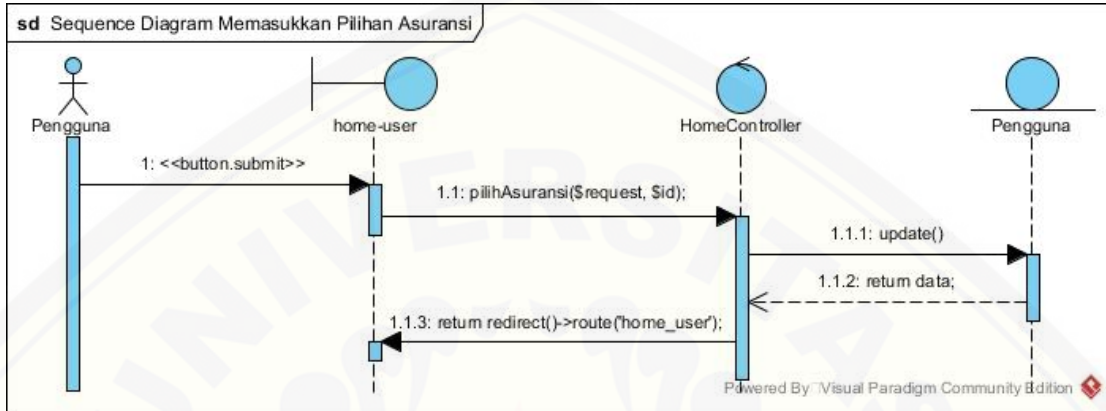 sd Sequence Diagram Memasukkan Pilihan Asuransi
Pengguna
home-user
HomeController
Pengguna
1: <<button.submit>>
1.1: pilihAsuransi($request, $id);
1.1.1: update()
1.1.2: return data;
1.1.3: return redirect()->route('home_user');
UNIVERSITA
Powered By Visual Paradigm Community Edition